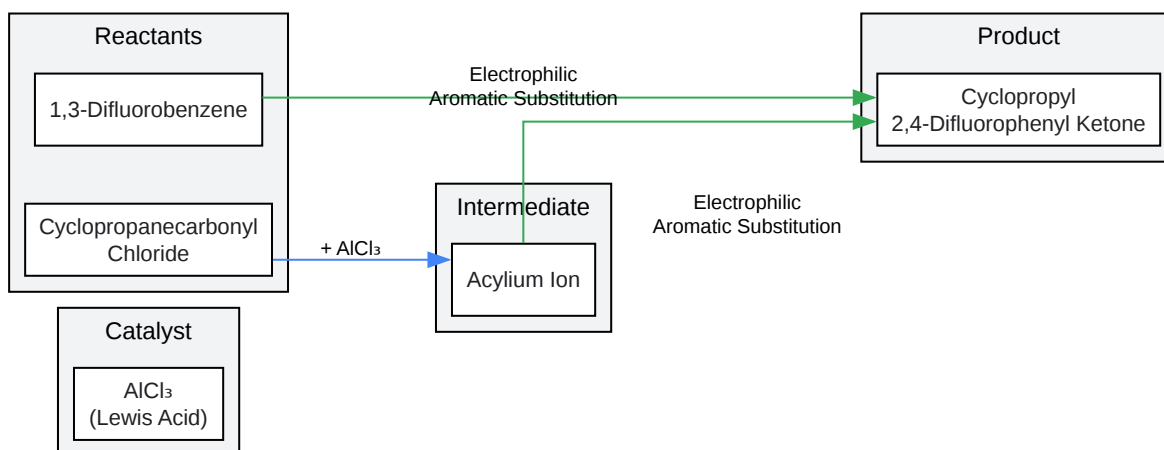 Reactants
1,3-Difluorobenzene
Cyclopropanecarbonyl
Chloride
Catalyst
AlCl₃
(Lewis Acid)
+ AlCl₃
Intermediate
Acylium Ion
Electrophilic
Aromatic Substitution
Electrophilic
Aromatic Substitution
Product
Cyclopropyl
2,4-Difluorophenyl Ketone